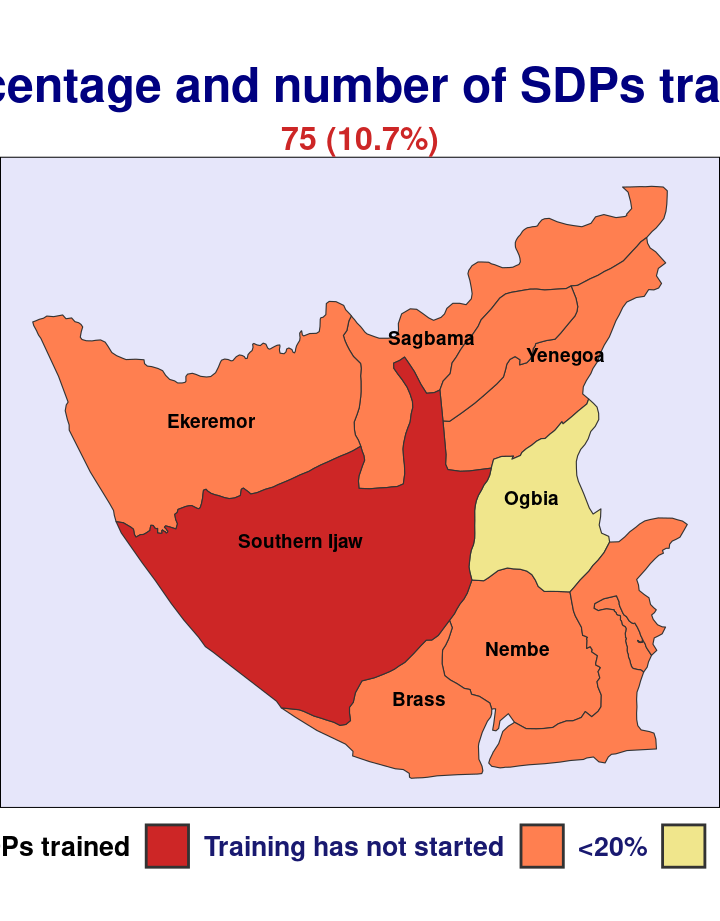 centage and number of SDPs tra
75 (10.7%)
Sagbama
Yenegoa
Ekeremor
Ogbia
Southern Ijaw
Nembe
Brass
Ps trained Training has not started <20%